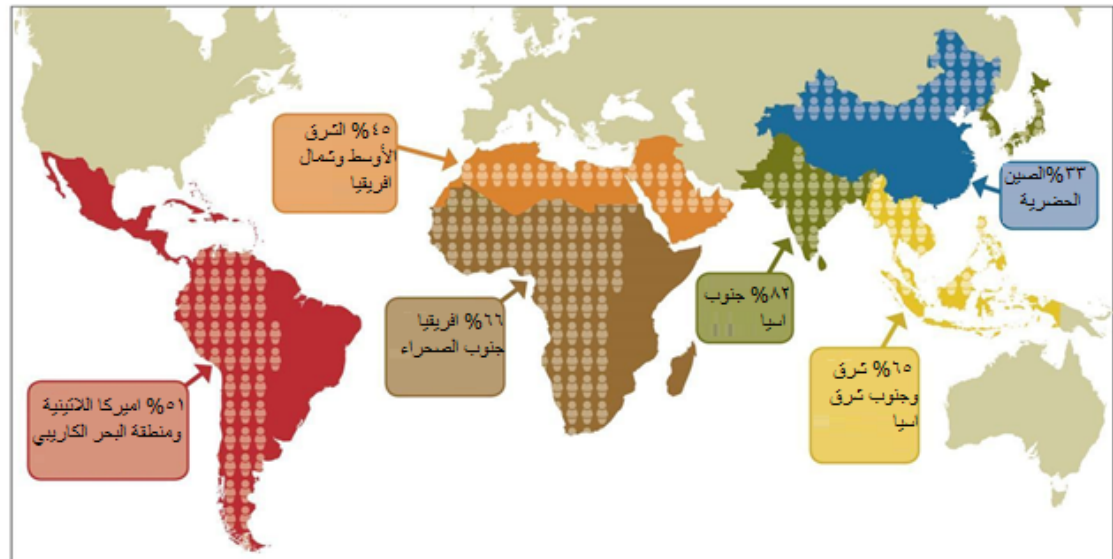 ٤٥% الشرق
الأوسط وشمال
افريقيا
٣٣%الصين
الحضرية
٨٢% جنوب
اسيا
٦٦% افريقيا
جنوب الصحراء
٦٥% شرق
وجنوب شرق
اسيا
٥١% اميركا اللاتينية
ومنطقة البحر الكاريبي